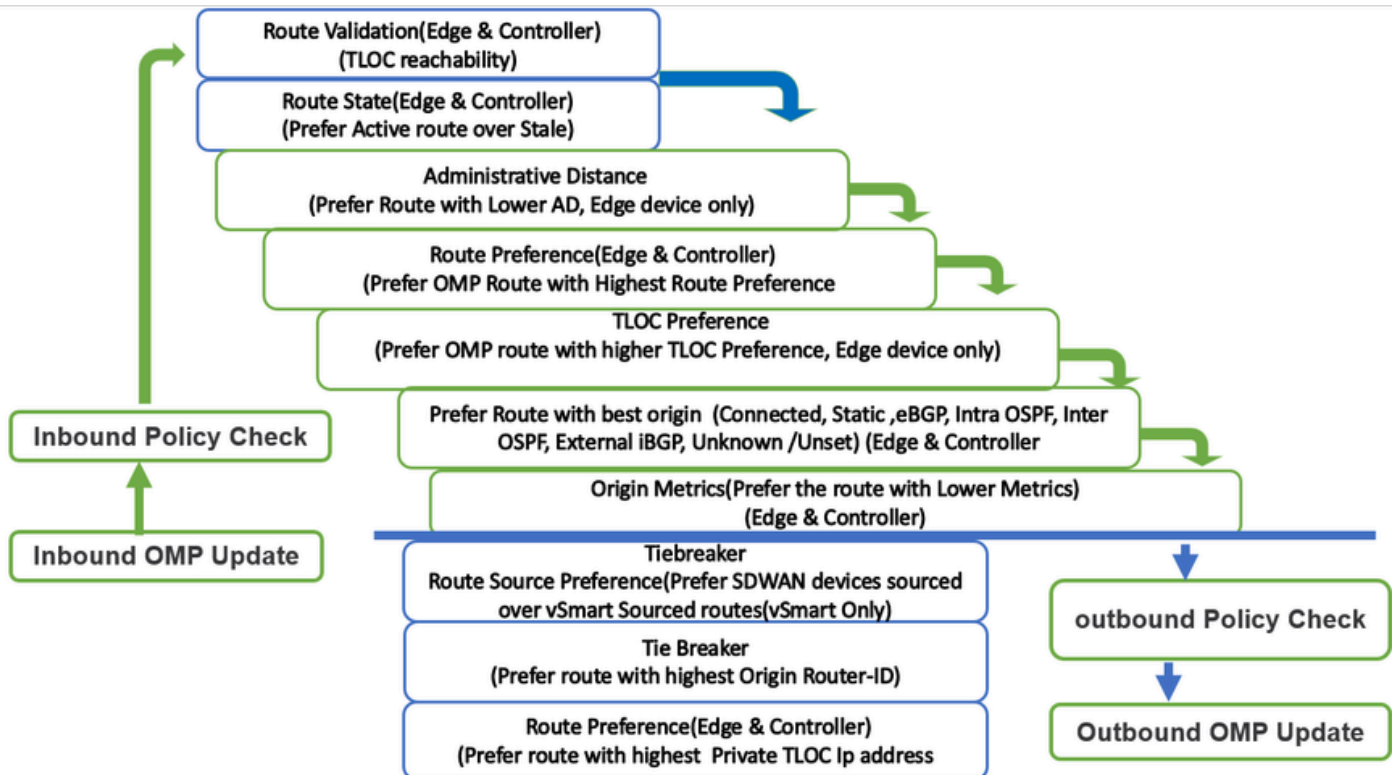 Route Validation(Edge & Controller)
(TLOC reachability)
Route State(Edge & Controller)
(Prefer Active route over Stale)
Administrative Distance
(Prefer Route with Lower AD, Edge device only)
Route Preference(Edge & Controller)
(Prefer OMP Route with Highest Route Preference
TLOC Preference
(Prefer OMP route with higher TLOC Preference, Edge device only)
Prefer Route with best origin (Connected, Static ,eBGP, Intra OSPF, Inter
OSPF, External iBGP, Unknown /Unset) (Edge & Controller
Origin Metrics(Prefer the route with Lower Metrics)
(Edge & Controller)
Inbound Policy Check
Inbound OMP Update
Tiebreaker
Route Source Preference(Prefer SDWAN devices sourced
over vSmart Sourced routes(vSmart Only)
Tie Breaker
(Prefer route with highest Origin Router-ID)
Route Preference(Edge & Controller)
(Prefer route with highest Private TLOC Ip address
outbound Policy Check
Outbound OMP Update